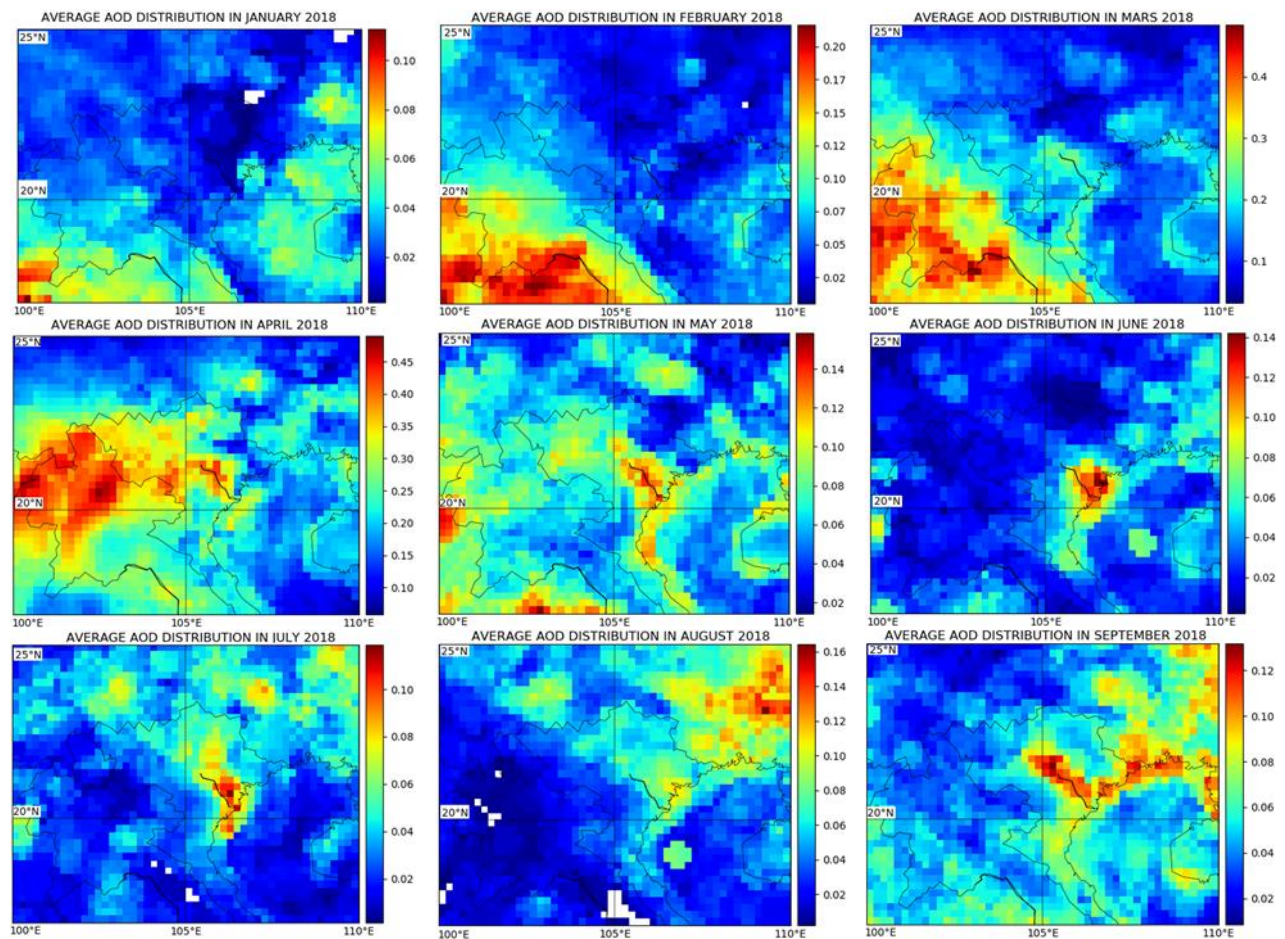 AVERAGE AOD DISTRIBUTION IN JANUARY 2018
25°N
20°N
100°E 105°E 110°E
0.10
0.08
0.06
0.04
0.02
AVERAGE AOD DISTRIBUTION IN FEBRUARY 2018
25°N
20°N
100°E 105°E 110°E
0.20
0.17
0.15
0.13
0.10
0.07
0.05
0.02
AVERAGE AOD DISTRIBUTION IN MARS 2018
25°N
20°N
100°E 105°E 110°E
0.4
0.3
0.2
0.1
AVERAGE AOD DISTRIBUTION IN APRIL 2018
25°N
20°N
100°E 105°E 110°E
0.45
0.40
0.35
0.30
0.25
0.20
0.15
0.10
AVERAGE AOD DISTRIBUTION IN MAY 2018
25°N
20°N
100°E 105°E 110°E
0.14
0.12
0.10
0.08
0.06
0.04
0.02
AVERAGE AOD DISTRIBUTION IN JUNE 2018
25°N
20°N
100°E 105°E 110°E
0.14
0.12
0.10
0.08
0.06
0.04
0.02
AVERAGE AOD DISTRIBUTION IN JULY 2018
25°N
20°N
100°E 105°E 110°E
0.10
0.08
0.06
0.04
0.02
AVERAGE AOD DISTRIBUTION IN AUGUST 2018
25°N
20°N
100°E 105°E 110°E
0.16
0.14
0.12
0.10
0.08
0.06
0.04
0.02
AVERAGE AOD DISTRIBUTION IN SEPTEMBER 2018
25°N
20°N
100°E 105°E 110°E
0.12
0.10
0.08
0.06
0.04
0.02